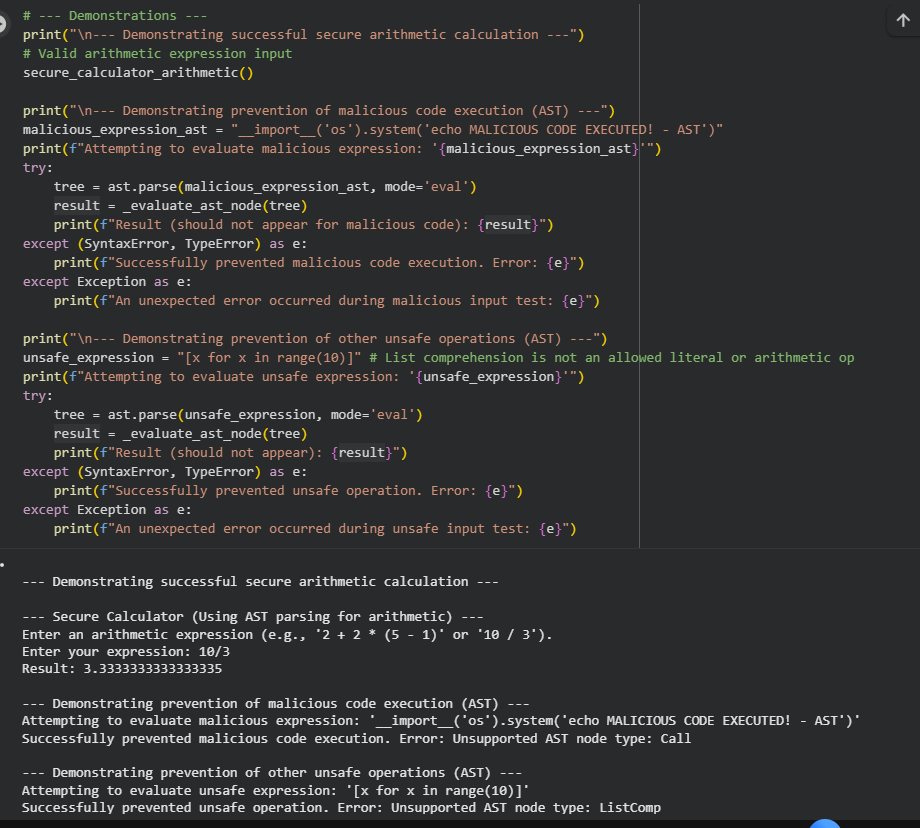 # --- Demonstrations ---
print("\n--- Demonstrating successful secure arithmetic calculation ---")
# Valid arithmetic expression input
secure_calculator_arithmetic()

print("\n--- Demonstrating prevention of malicious code execution (AST) ---")
malicious_expression_ast = "__import__('os').system('echo MALICIOUS CODE EXECUTED! - AST')"
print(f"Attempting to evaluate malicious expression: '{malicious_expression_ast}'")
try:
    tree = ast.parse(malicious_expression_ast, mode='eval')
    result = _evaluate_ast_node(tree)
    print(f"Result (should not appear for malicious code): {result}")
except (SyntaxError, TypeError) as e:
    print(f"Successfully prevented malicious code execution. Error: {e}")
except Exception as e:
    print(f"An unexpected error occurred during malicious input test: {e}")

print("\n--- Demonstrating prevention of other unsafe operations (AST) ---")
unsafe_expression = "[x for x in range(10)]" # List comprehension is not an allowed literal or arithmetic op
print(f"Attempting to evaluate unsafe expression: '{unsafe_expression}'")
try:
    tree = ast.parse(unsafe_expression, mode='eval')
    result = _evaluate_ast_node(tree)
    print(f"Result (should not appear): {result}")
except (SyntaxError, TypeError) as e:
    print(f"Successfully prevented unsafe operation. Error: {e}")
except Exception as e:
    print(f"An unexpected error occurred during unsafe input test: {e}")

--- Demonstrating successful secure arithmetic calculation ---

--- Secure Calculator (Using AST parsing for arithmetic) ---
Enter an arithmetic expression (e.g., '2 + 2 * (5 - 1)' or '10 / 3').
Enter your expression: 10/3
Result: 3.3333333333333335

--- Demonstrating prevention of malicious code execution (AST) ---
Attempting to evaluate malicious expression: '__import__('os').system('echo MALICIOUS CODE EXECUTED! - AST')'
Successfully prevented malicious code execution. Error: Unsupported AST node type: Call

--- Demonstrating prevention of other unsafe operations (AST) ---
Attempting to evaluate unsafe expression: '[x for x in range(10)]'
Successfully prevented unsafe operation. Error: Unsupported AST node type: ListComp